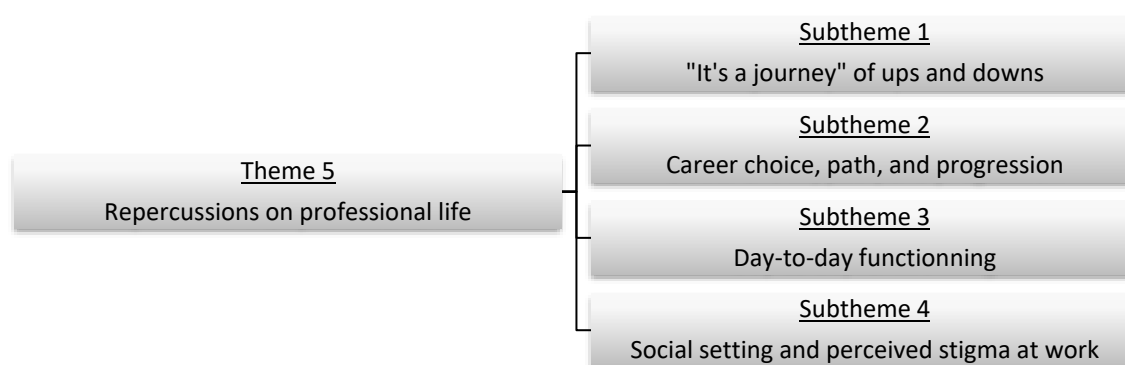 Theme 5
Repercussions on professional life
Subtheme 1
"It's a journey" of ups and downs
Subtheme 2
Career choice, path, and progression
Subtheme 3
Day-to-day functionning
Subtheme 4
Social setting and perceived stigma at work